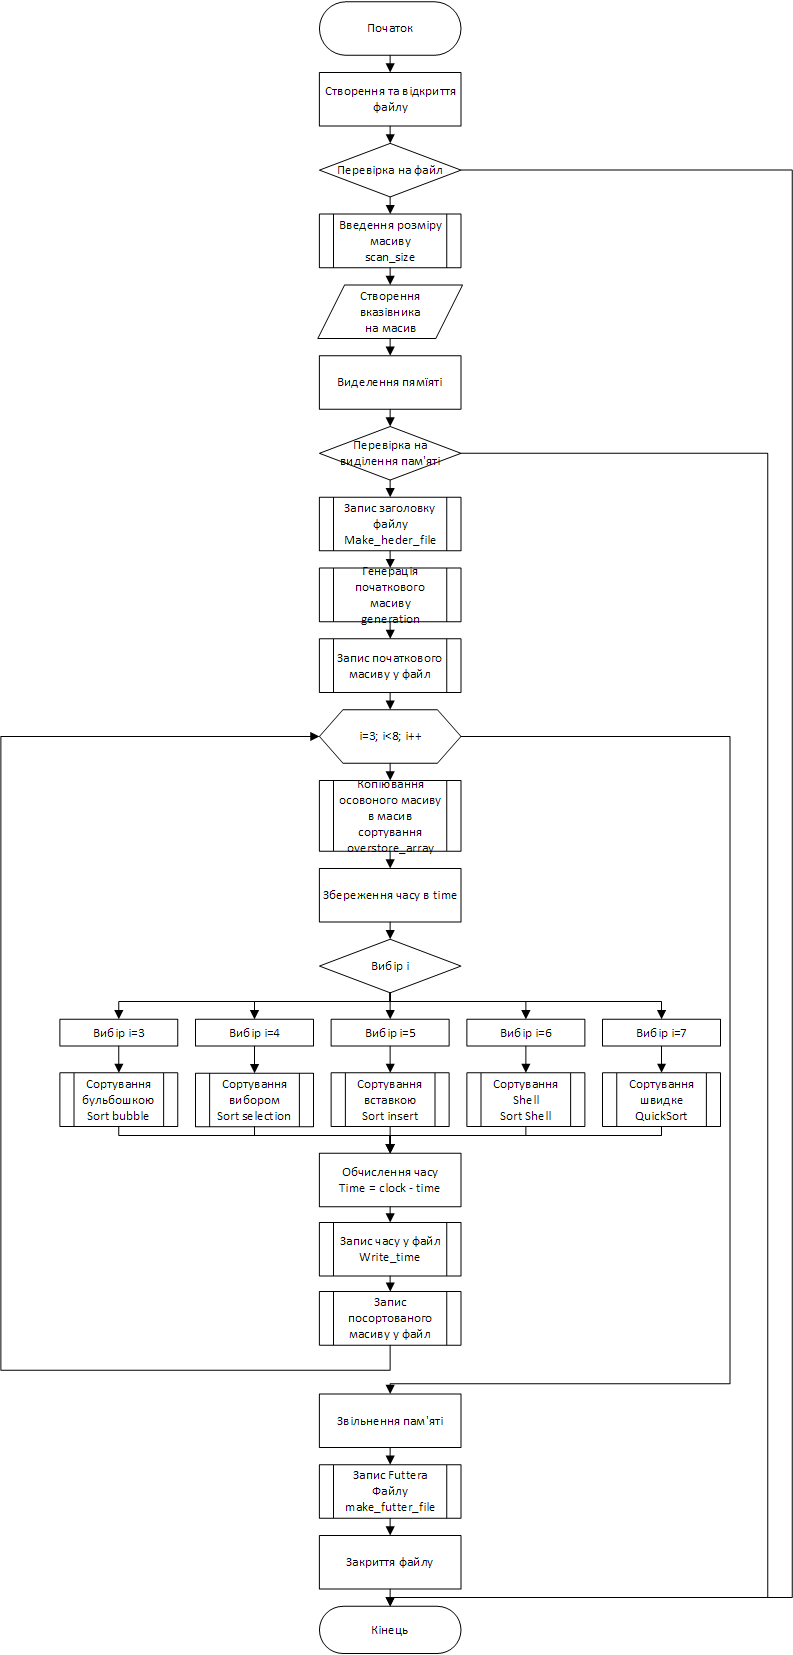 Початок
Створення та відкриття
файлу
Перевірка на файл
Введення розміру
масиву
scan_size
Створення
вказівника
на масив
Виделення пямїяті
Перевірка на
виділення пам'яті
Запис заголовку
файлу
Make_heder_file
Генерація
початкового
масиву
generation
Запис початкового
масиву у файл
i=3; i<8; i++
Копіювання
осовоного масиву
в масив
сортування
overstore_array
Збереження часу в time
Вибір і
Вибір і=3
Вибір і=4
Вибір і=5
Вибір і=6
Вибір і=7
Сортування
бульбошкою
Sort bubble
Сортування
вибором
Sort selection
Сортування
вставкою
Sort insert
Сортування
Shell
Sort Shell
Сортування
швидке
QuickSort
Обчислення часу
Time = clock - time
Запис часу у файл
Write_time
Запис
посортованого
масиву у файл
Звільнення пам'яті
Запис Futtera
Файлу
make_futter_file
Закриття файлу
Кінець